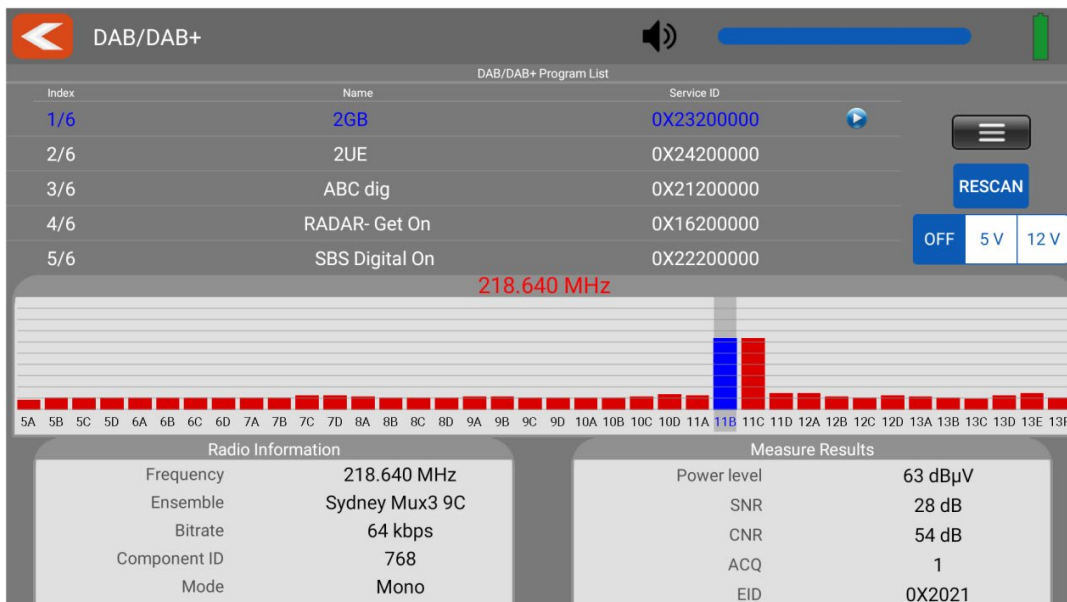 DAB/DAB+
DAB/DAB+ Program List
Index Name Service ID
1/6 2GB 0X23200000
2/6 2UE 0X24200000
3/6 ABC dig 0X21200000
4/6 RADAR- Get On 0X16200000
5/6 SBS Digital On 0X22200000
RESCAN
OFF 5 V 12 V
218.640 MHz
5A 5B 5C 5D 6A 6B 6C 6D 7A 7B 7C 7D 8A 8B 8C 8D 9A 9B 9C 9D 10A 10B 10C 10D 11A 11B 11C 11D 12A 12B 12C 12D 13A 13B 13C 13D 13E 13F
Radio Information
Frequency 218.640 MHz
Ensemble Sydney Mux3 9C
Bitrate 64 kbps
Component ID 768
Mode Mono
Measure Results
Power level 63 dBµV
SNR 28 dB
CNR 54 dB
ACQ 1
EID 0X2021